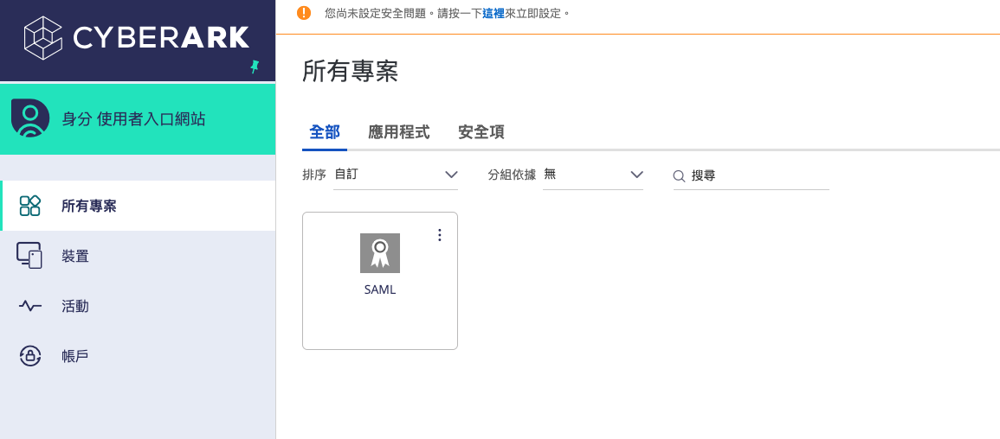 CYBERARK
身分 使用者入口網站
所有專案
裝置
活動
帳戶
您尚未設定安全問題。請按一下這裡來立即設定。
所有專案
全部 應用程式 安全項
排序 自訂 分組依據 無 搜尋
SAML